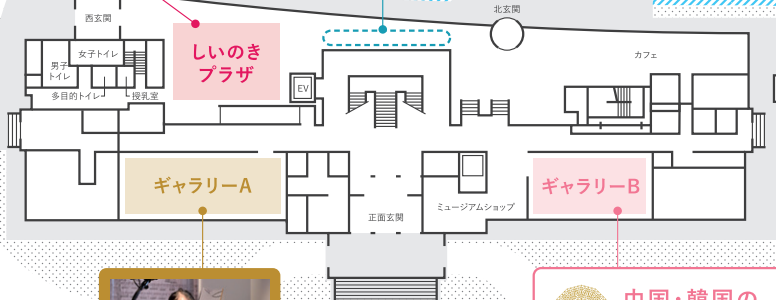 西玄関
北玄関
女子トイレ
男子
トイレ
しいのき
プラザ
カフェ
EV
多目的トイレ
授乳室
ギャラリーA
ギャラリーB
正面玄関
ミュージアムショップ
中国・韓国の